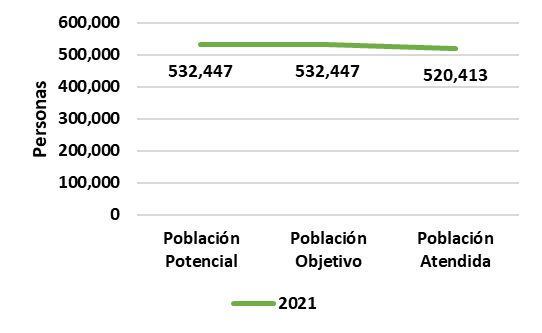 600,000
500,000
400,000
300,000
200,000
100,000
0
Personas
532,447
532,447
520,413
Población
Potencial
Población
Objetivo
Población
Atendida
2021